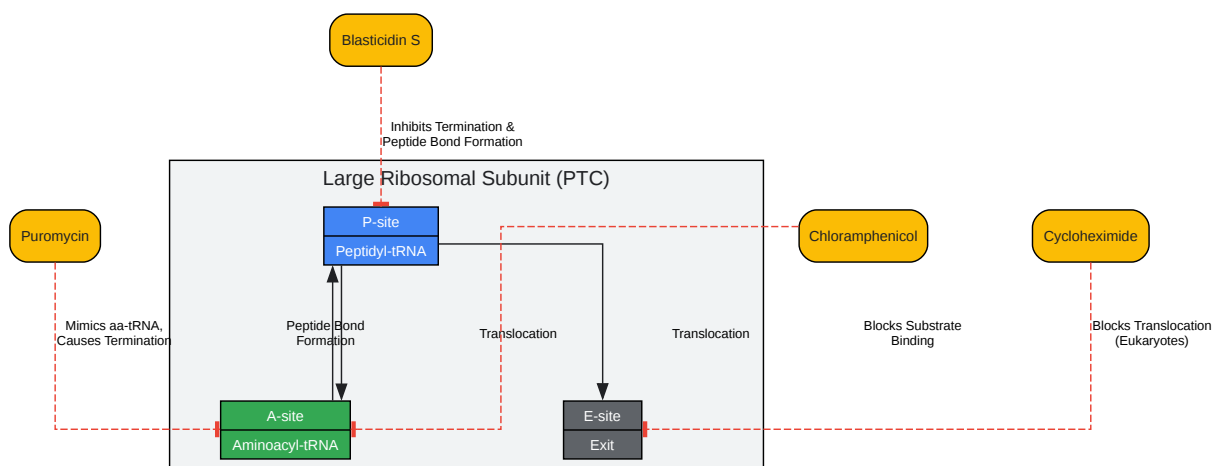 Blasticidin S
Inhibits Termination &
Peptide Bond Formation
Large Ribosomal Subunit (PTC)
Puromycin
P-site
Peptidyl-tRNA
Chloramphenicol
Cycloheximide
Mimics aa-tRNA,
Causes Termination
Peptide Bond
Formation
Translocation
Translocation
Blocks Substrate
Binding
Blocks Translocation
(Eukaryotes)
A-site
Aminoacyl-tRNA
E-site
Exit